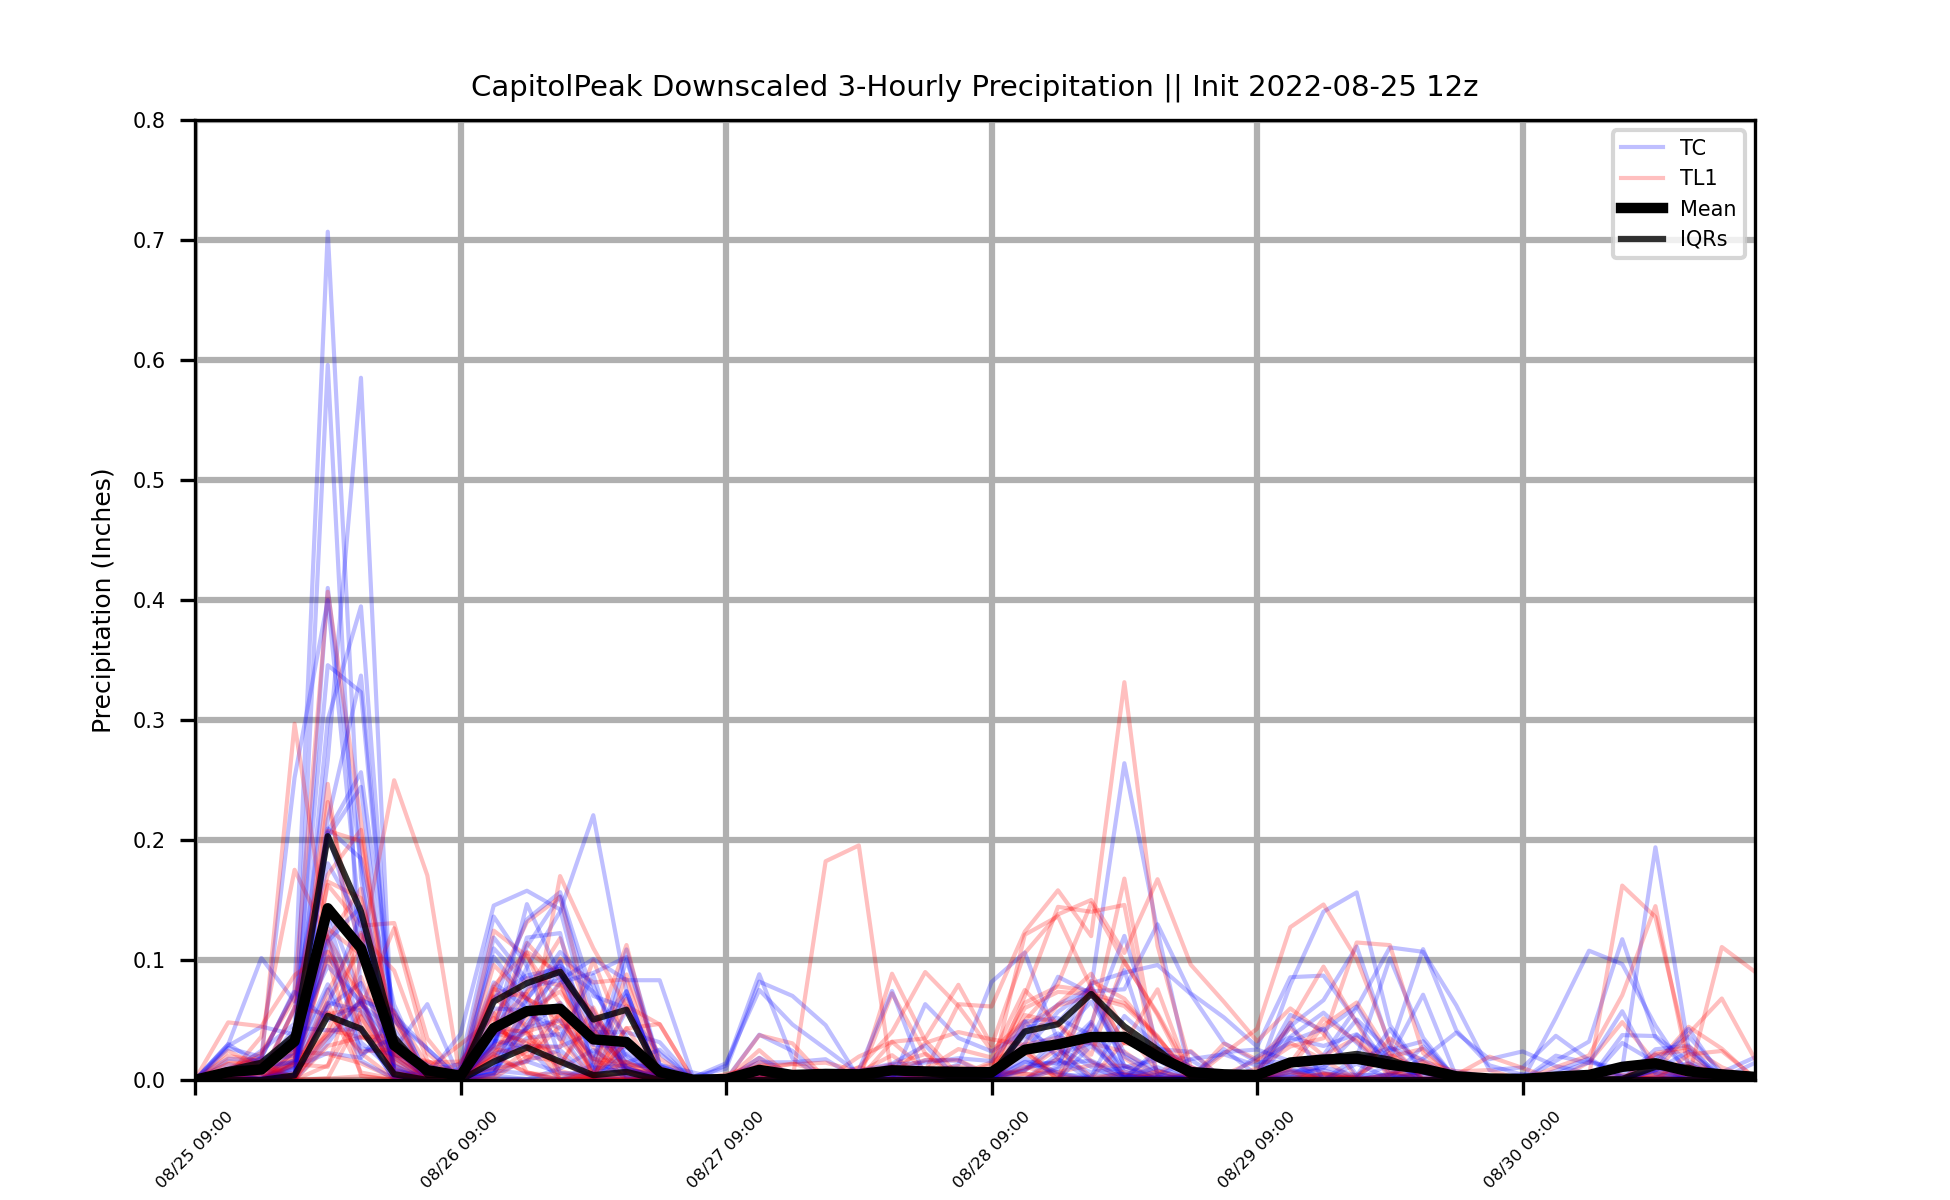 CapitolPeak Downscaled 3-Hourly Precipitation || Init 2022-08-25 12z
Precipitation (Inches)
0.8
0.7
0.6
0.5
0.4
0.3
0.2
0.1
0.0
TC
TL1
Mean
IQRs
08/25 09:00
08/26 09:00
08/27 09:00
08/28 09:00
08/29 09:00
08/30 09:00